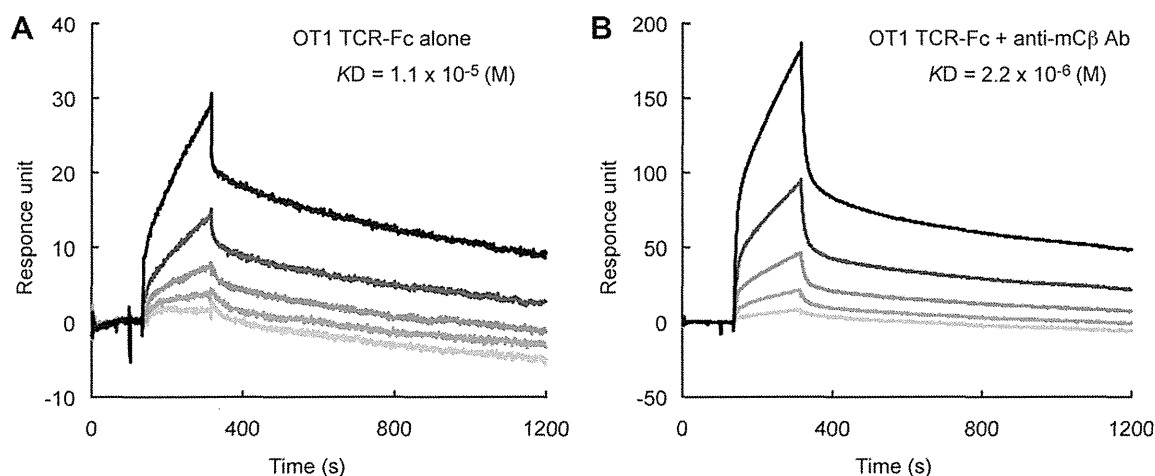 A
OT1 TCR-Fc alone
KD = 1.1 x 10-5 (M)
40
30
20
10
0
-10
Responce unit
0
400
800
1200
Time (s)
B
OT1 TCR-Fc + anti-mCβ Ab
KD = 2.2 x 10-6 (M)
200
150
100
50
0
-50
Responce unit
0
400
800
1200
Time (s)